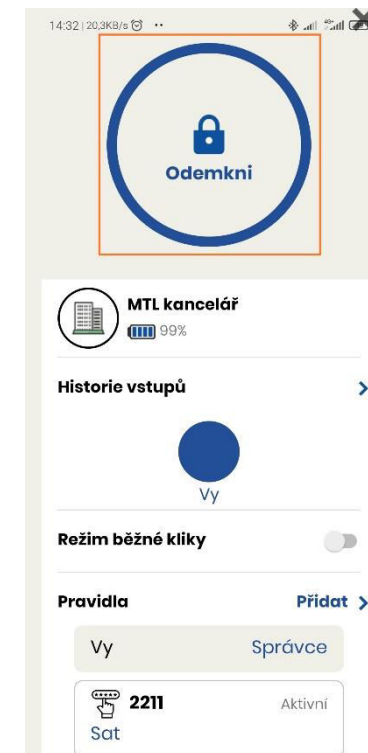 14:32 | 20,3KB/s
Odemkni
MTL kancelář
99%
Historie vstupů
Vy
Režim běžné kliky
Pravidla Přidat
Vy Správce
2211 Aktivní
Sat